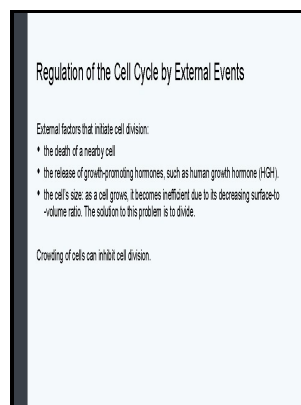 Regulation of the Cell Cycle by External Events
External factors that initiate cell division:
• the death of a nearby cell
• the release of growth-promoting hormones, such as human growth hormone (HGH).
• the cell's size: as a cell grows, it becomes inefficient due to its decreasing surface-to
-volume ratio. The solution to this problem is to divide.
Crowding of cells can inhibit cell division.